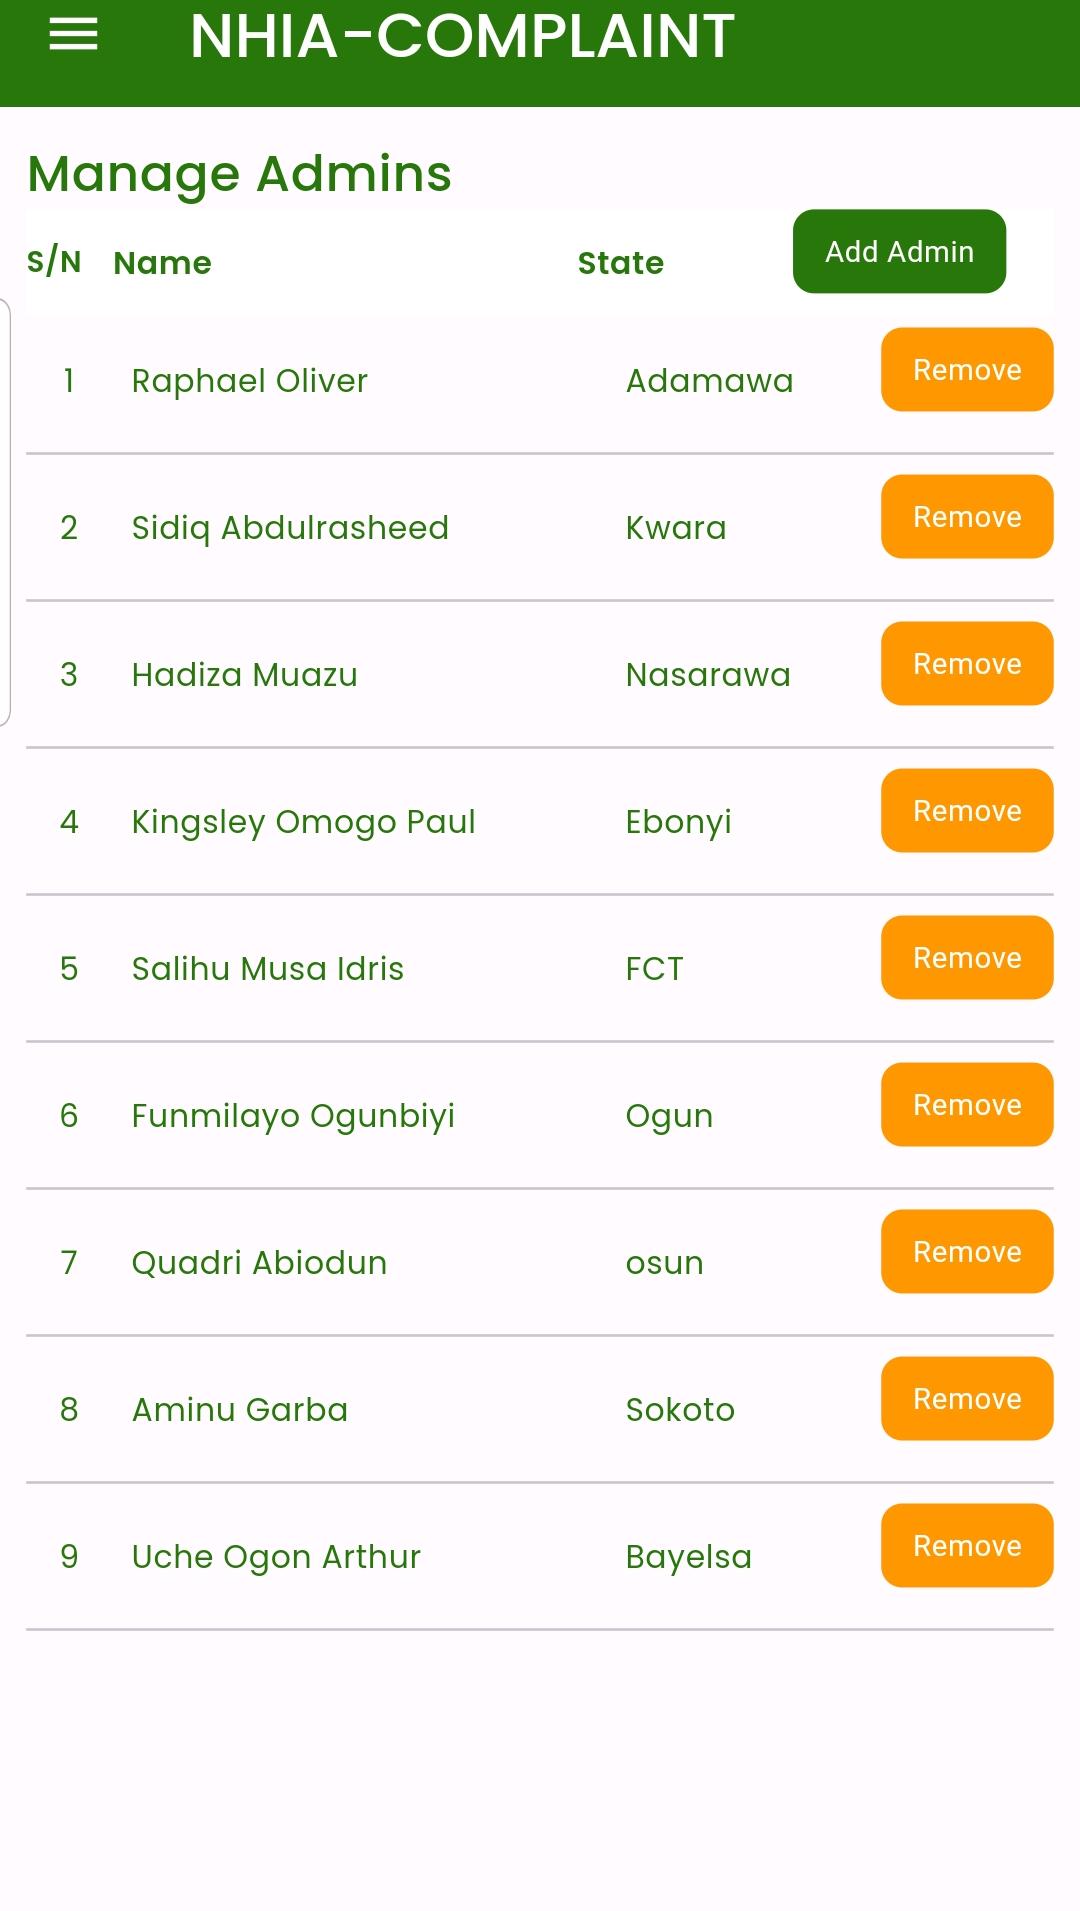 NHIA-COMPLAINT
Manage Admins
S/N Name State Add Admin
1 Raphael Oliver Adamawa Remove
2 Sidiq Abdulrasheed Kwara Remove
3 Hadiza Muazu Nasarawa Remove
4 Kingsley Omogo Paul Ebonyi Remove
5 Salihu Musa Idris FCT Remove
6 Funmilayo Ogunbiyi Ogun Remove
7 Quadri Abiodun osun Remove
8 Aminu Garba Sokoto Remove
9 Uche Ogon Arthur Bayelsa Remove